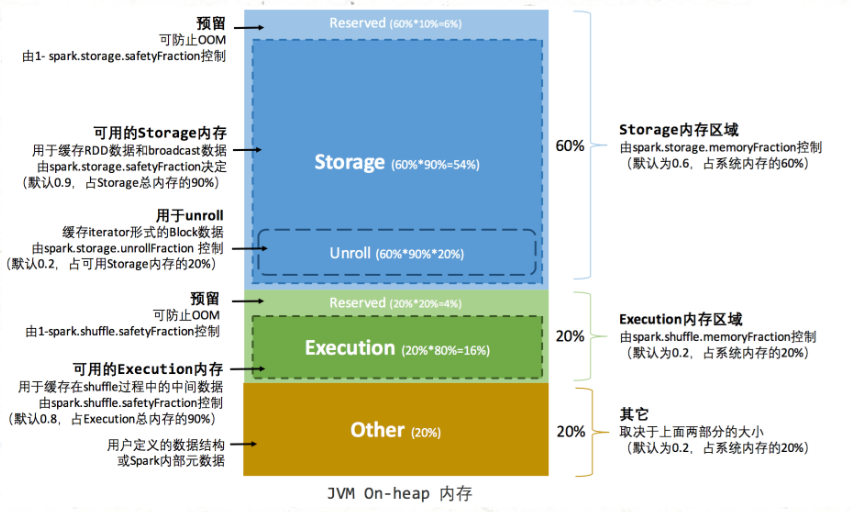 预留
可防止OOM
由1- spark.storage.safetyFraction控制
可用的Storage内存
用于缓存RDD数据和broadcast数据
由spark.storage.safetyFraction决定
（默认0.9，占Storage总内存的90%）
用于unroll
缓存iterator形式的Block数据
由spark.storage.unrollFraction 控制
（默认0.2，占可用Storage内存的20%）
预留
可防止OOM
由1-spark.shuffle.safetyFraction控制
可用的Execution内存
用于缓存在shuffle过程中的中间数据
由spark.shuffle.safetyFraction控制
（默认0.8，占Execution总内存的90%）
用户定义的数据结构
或Spark内部元数据
Reserved (60%*10%=6%)
Storage (60%*90%=54%)
Unroll (60%*90%*20%)
Reserved (20%*20%=4%)
Execution (20%*80%=16%)
Other (20%)
60%
20%
20%
Storage内存区域
由spark.storage.memoryFraction控制
（默认为0.6，占系统内存的60%）
Execution内存区域
由spark.shuffle.memoryFraction控制
（默认为0.2，占系统内存的20%）
其它
取决于上面两部分的大小
（默认为0.2，占系统内存的20%）
JVM On-heap 内存